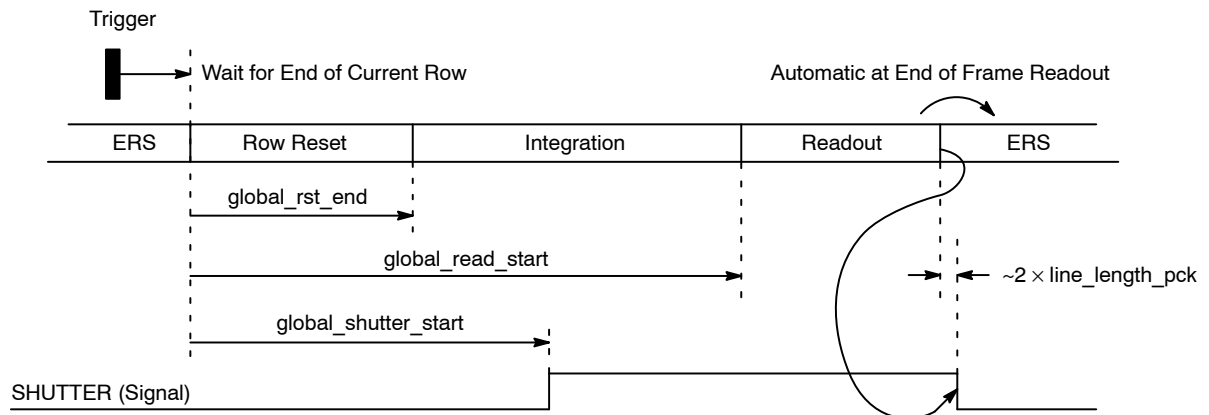 Trigger
Wait for End of Current Row
Automatic at End of Frame Readout
ERS
Row Reset
Integration
Readout
ERS
global_rst_end
global_read_start
~2 × line_length_pck
global_shutter_start
SHUTTER (Signal)